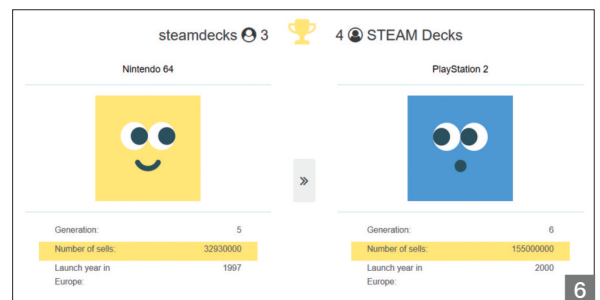 steamdecks 3
4 STEAM Decks
Nintendo 64
PlayStation 2
»
Generation: 5
Number of sells: 32930000
Launch year in 1997
Europe:
Generation: 6
Number of sells: 155000000
Launch year in 2000
Europe:
6